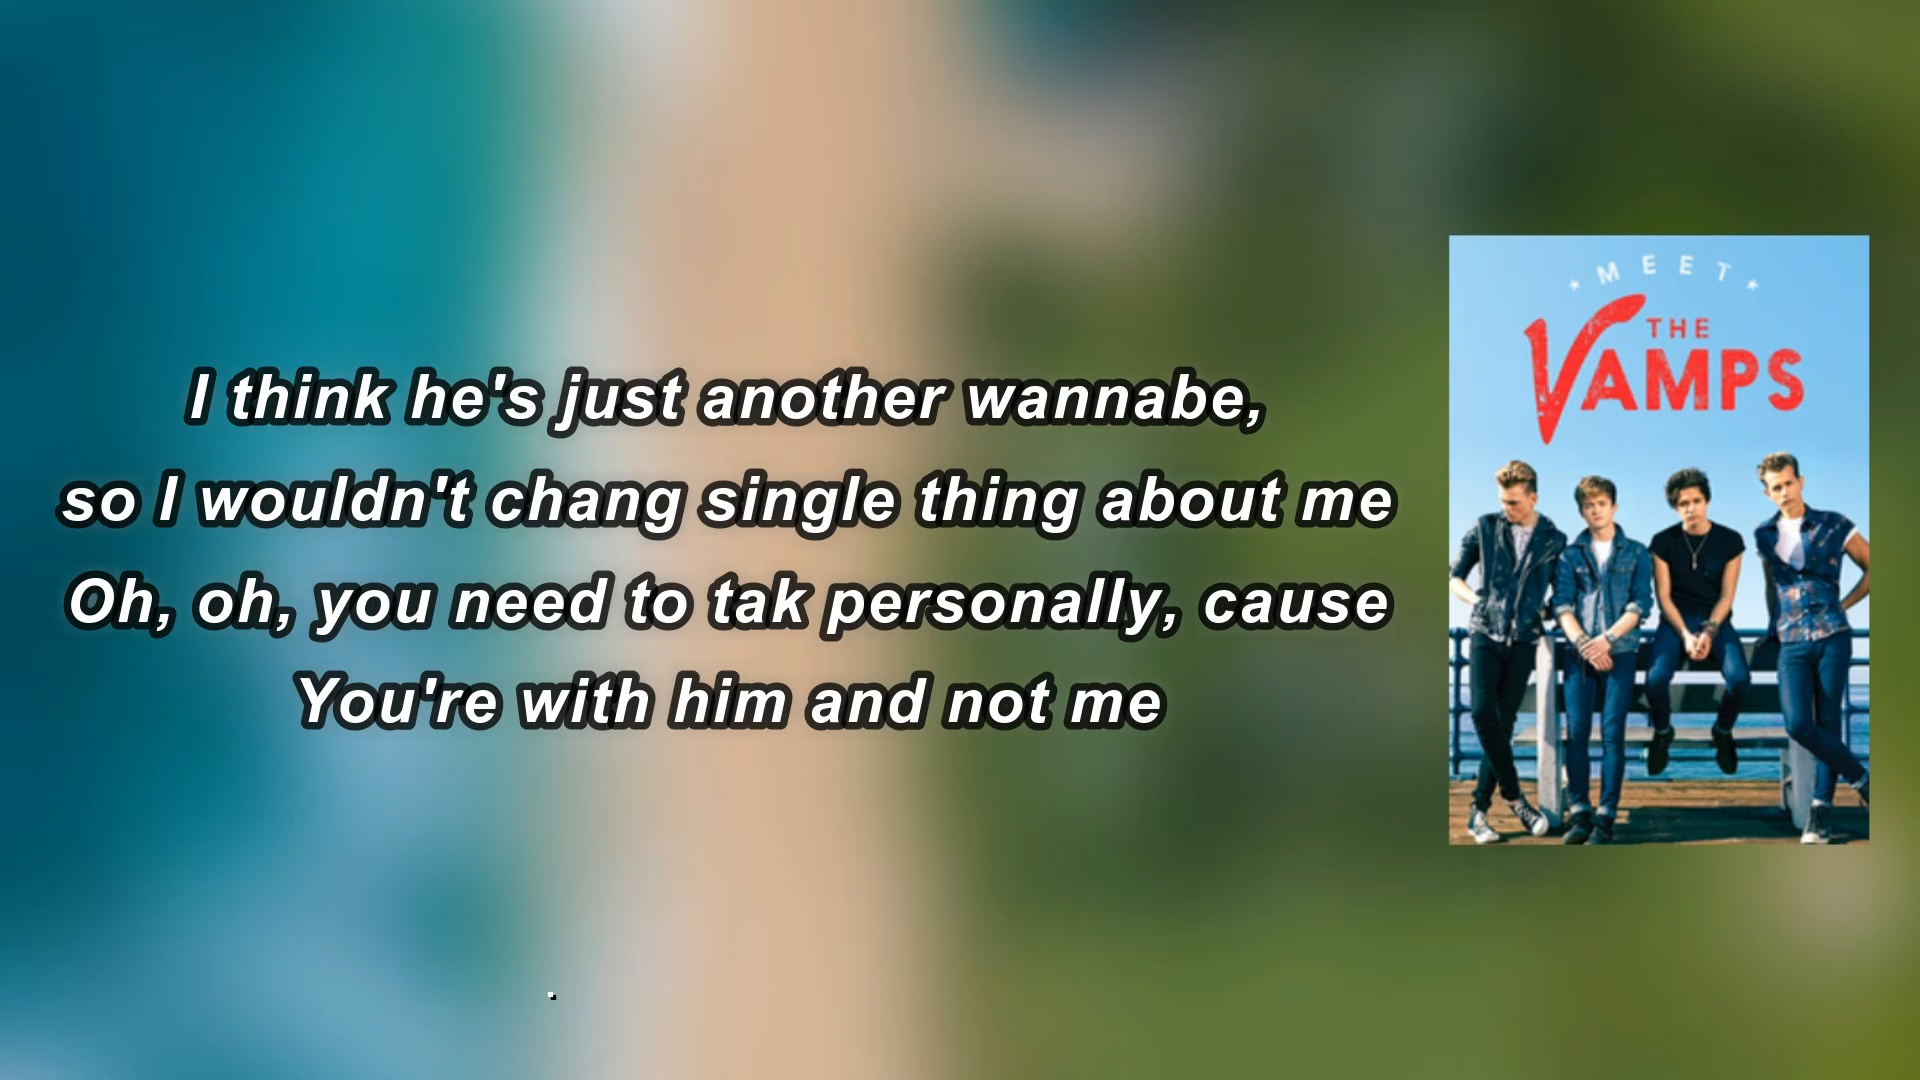 I think he's just another wannabe,
so I wouldn't chang single thing about me
Oh, oh, you need to tak personally, cause
You're with him and not me
MEET
THE
VAMPS